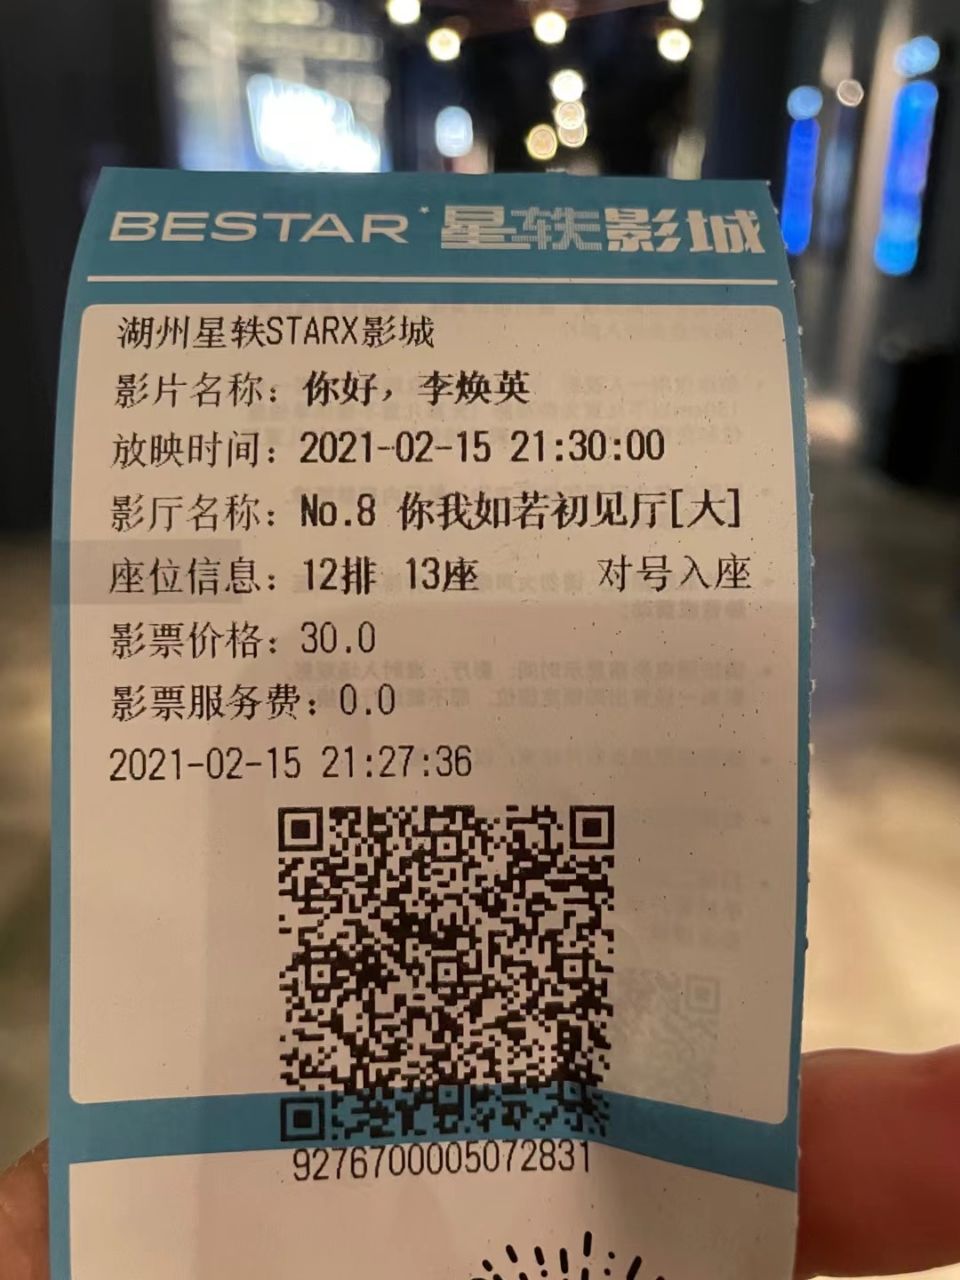 BESTAR 星轶影城
湖州星轶STARX影城
影片名称：你好，李焕英
放映时间：2021-02-15 21:30:00
影厅名称：No.8 你我如若初见厅[大]
座位信息：12排 13座 对号入座
影票价格：30.0
影票服务费：0.0
2021-02-15 21:27:36
9276700005072831